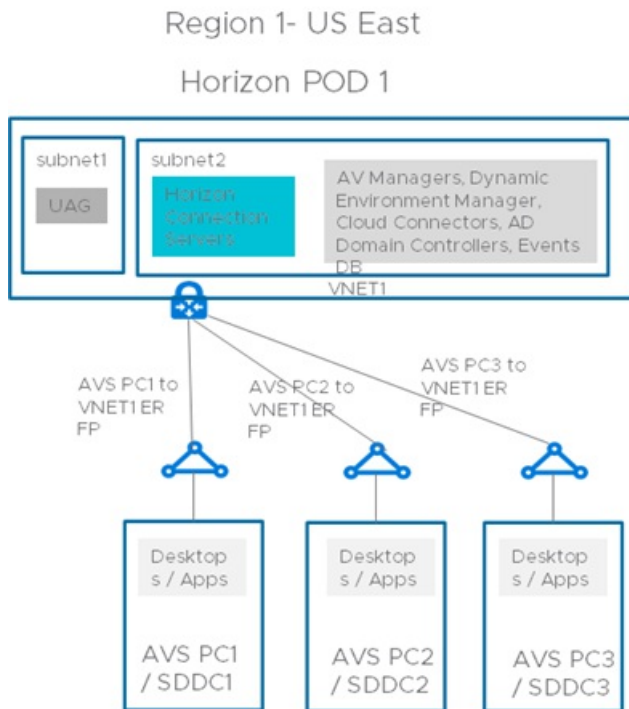 Region 1- US East
Horizon POD 1
subnet1
UAG
subnet2
Horizon
Connection
Servers
AV Managers, Dynamic
Environment Manager,
Cloud Connectors, AD
Domain Controllers, Events
DB
VNET1
AVS PC1 to
VNET1 ER
FP
AVS PC2 to
VNET1 ER
FP
AVS PC3 to
VNET1 ER
FP
Desktop
s / Apps
AVS PC1
/ SDDC1
Desktop
s / Apps
AVS PC2
/ SDDC2
Desktop
s / Apps
AVS PC3
/ SDDC3